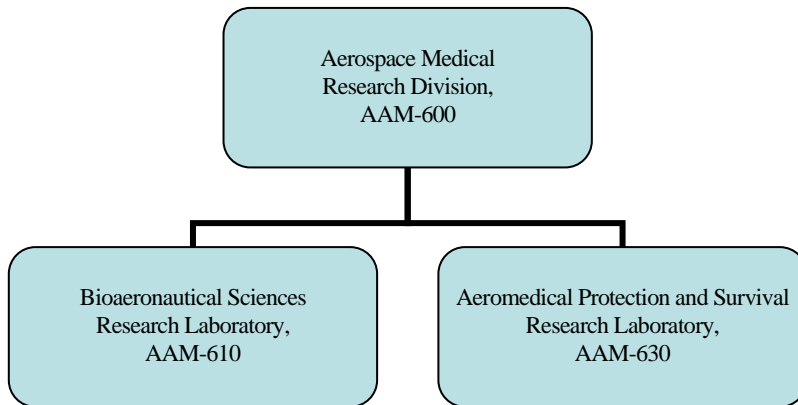 Aerospace Medical
Research Division,
AAM-600
Bioaeronautical Sciences
Research Laboratory,
AAM-610
Aeromedical Protection and Survival
Research Laboratory,
AAM-630